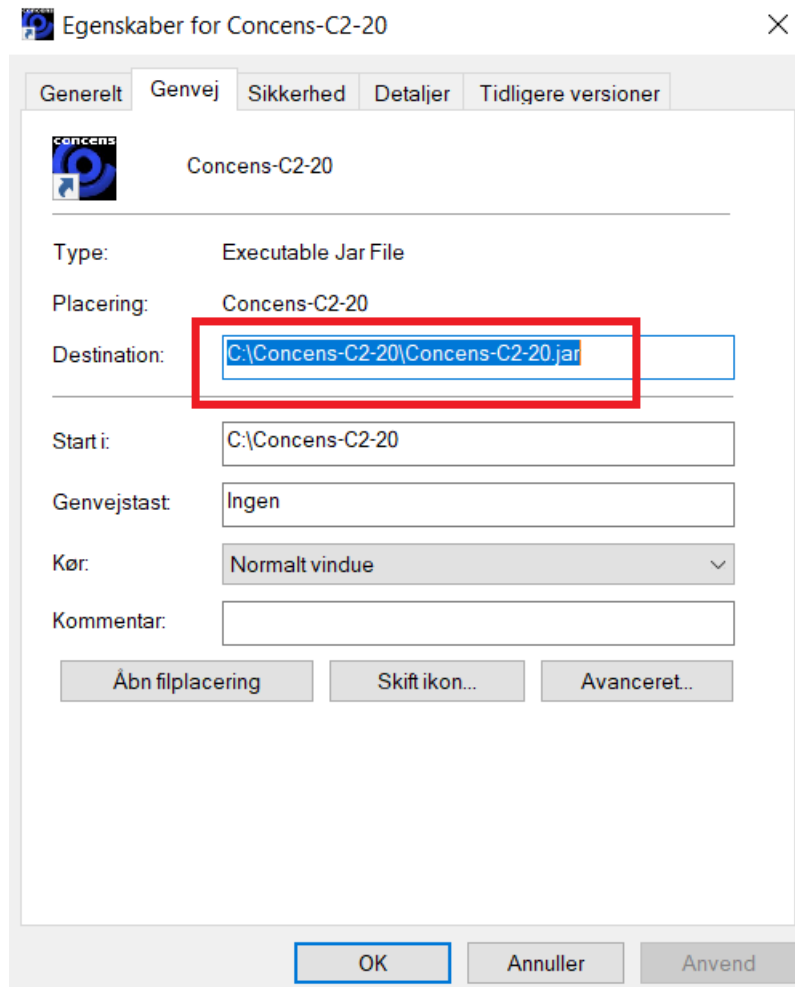 Egenskaber for Concens-C2-20
Generelt Genvej Sikkerhed Detaljer Tidligere versioner
concens
Concens-C2-20
Type: Executable Jar File
Placering: Concens-C2-20
Destination: C:\Concens-C2-20\Concens-C2-20.jar
Start i: C:\Concens-C2-20
Genvejstast: Ingen
Kør: Normalt vindue
Kommentar:
Åbn filplacering Skift ikon... Avanceret...
OK Annuller Anvend